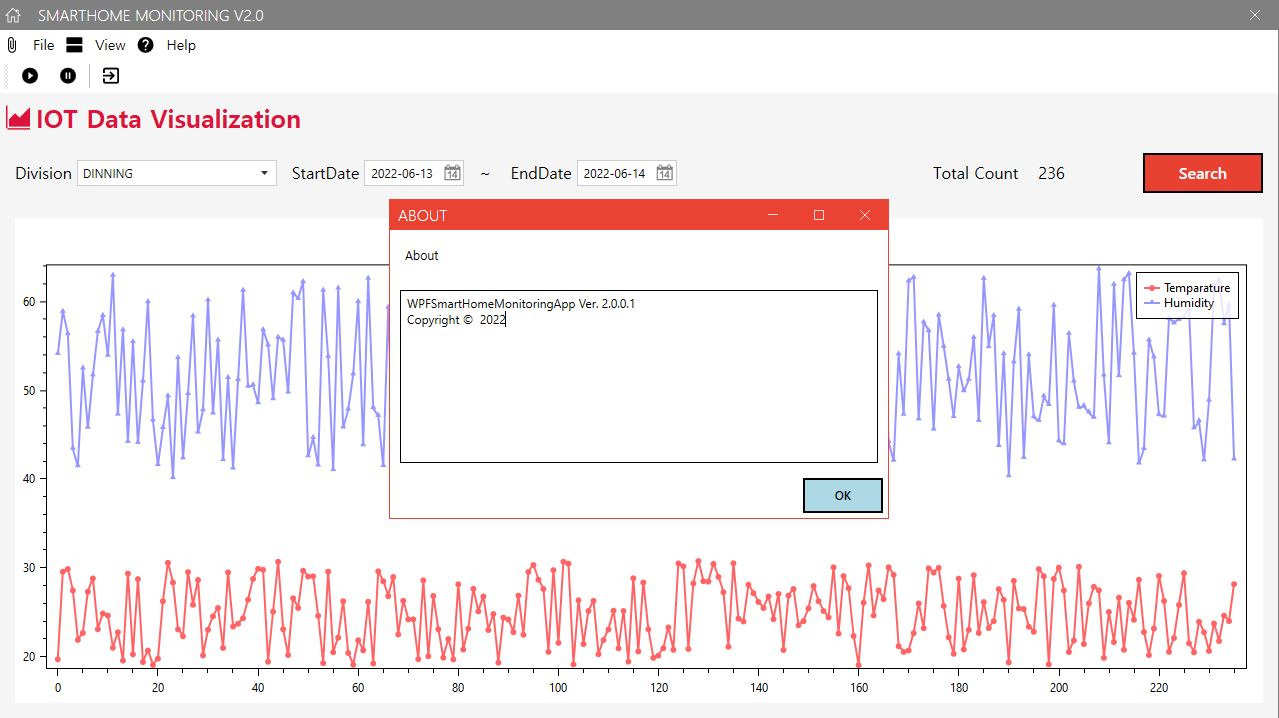 SMARTHOME MONITORING V2.0
File View Help
IOT Data Visualization
Division DINNING StartDate 2022-06-13 14 ~ EndDate 2022-06-14 14 Total Count 236 Search
ABOUT
About
WPFSmartHomeMonitoringApp Ver. 2.0.0.1
Copyright © 2022
OK
Temparature
Humidity
60
50
40
30
20
0 20 40 60 80 100 120 140 160 180 200 220